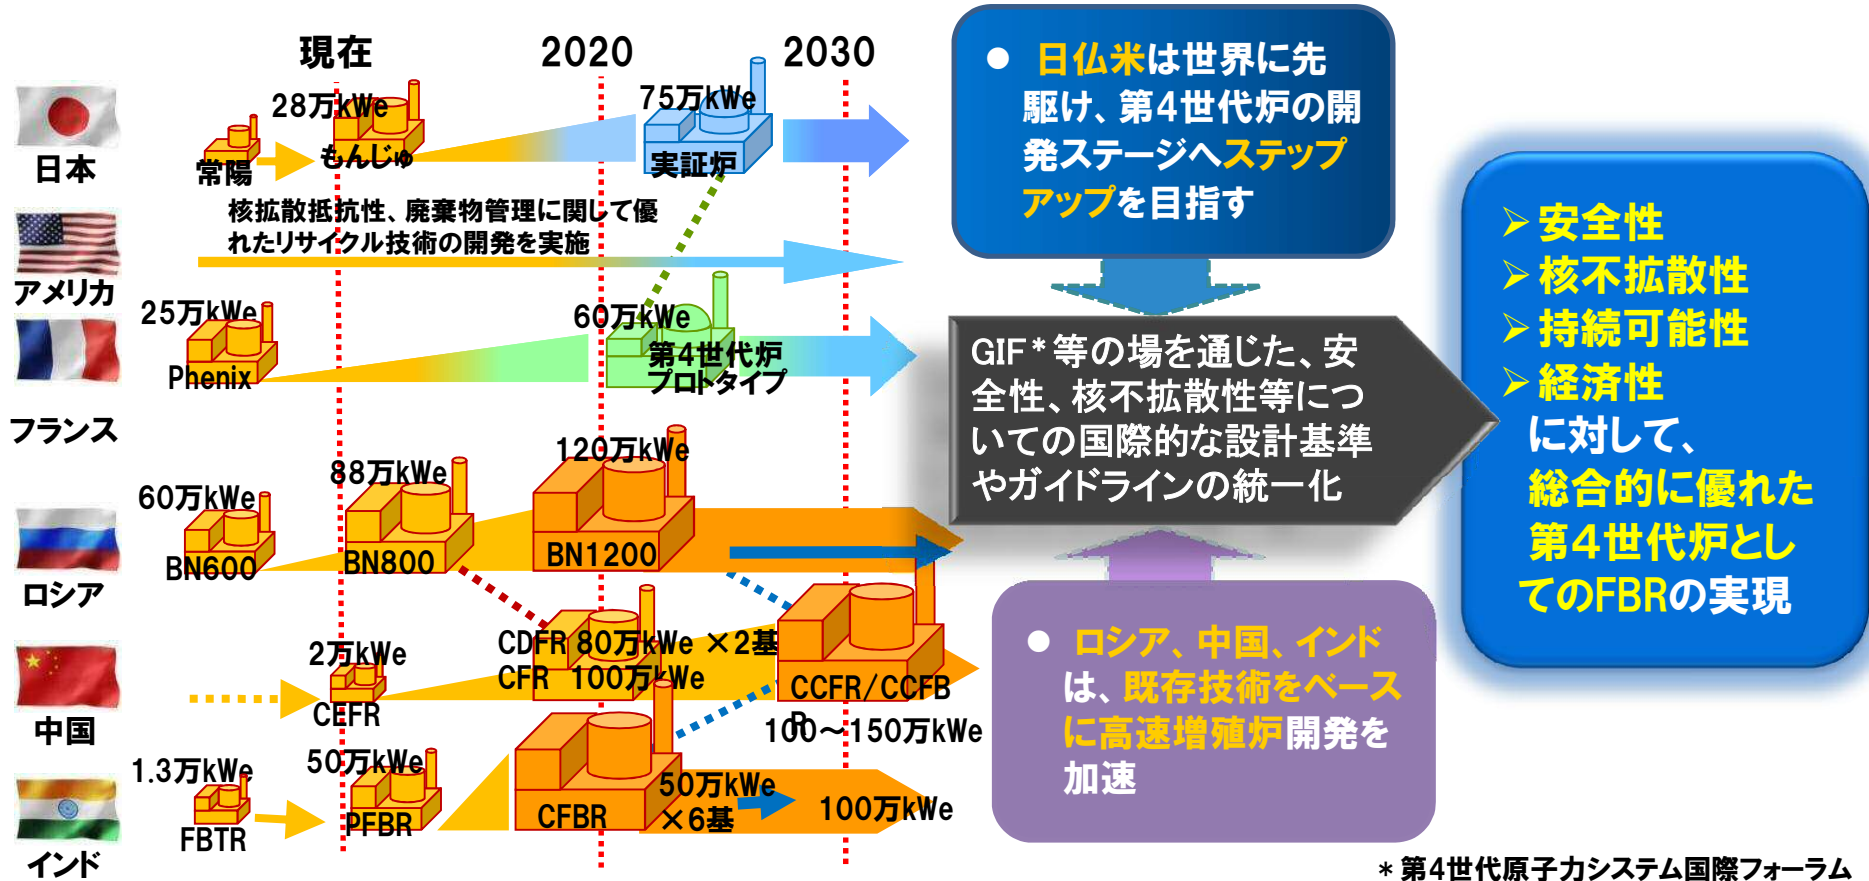 現在
2020
2030
日本
常陽
28万kWe
もんじゅ
75万kWe
実証炉
アメリカ
核拡散抵抗性、廃棄物管理に関して優
れたリサイクル技術の開発を実施
フランス
25万kWe
Phenix
60万kWe
第4世代炉
プロトタイプ
ロシア
60万kWe
BN600
88万kWe
BN800
120万kWe
BN1200
中国
2万kWe
CEFR
CDFR 80万kWe ×2基
CFR 100万kWe
CCFR/CCFB
R
100～150万kWe
インド
1.3万kWe
FBTR
50万kWe
PFBR
CFBR
50万kWe
×6基
100万kWe
● 日仏米は世界に先
駆け、第4世代炉の開
発ステージへステップ
アップを目指す
GIF*等の場を通じた、安
全性、核不拡散性等につ
いての国際的な設計基準
やガイドラインの統一化
● ロシア、中国、インド
は、既存技術をベース
に高速増殖炉開発を
加速
➢安全性
➢核不拡散性
➢持続可能性
➢経済性
に対して、
総合的に優れた
第4世代炉とし
てのFBRの実現
*第4世代原子力システム国際フォーラム